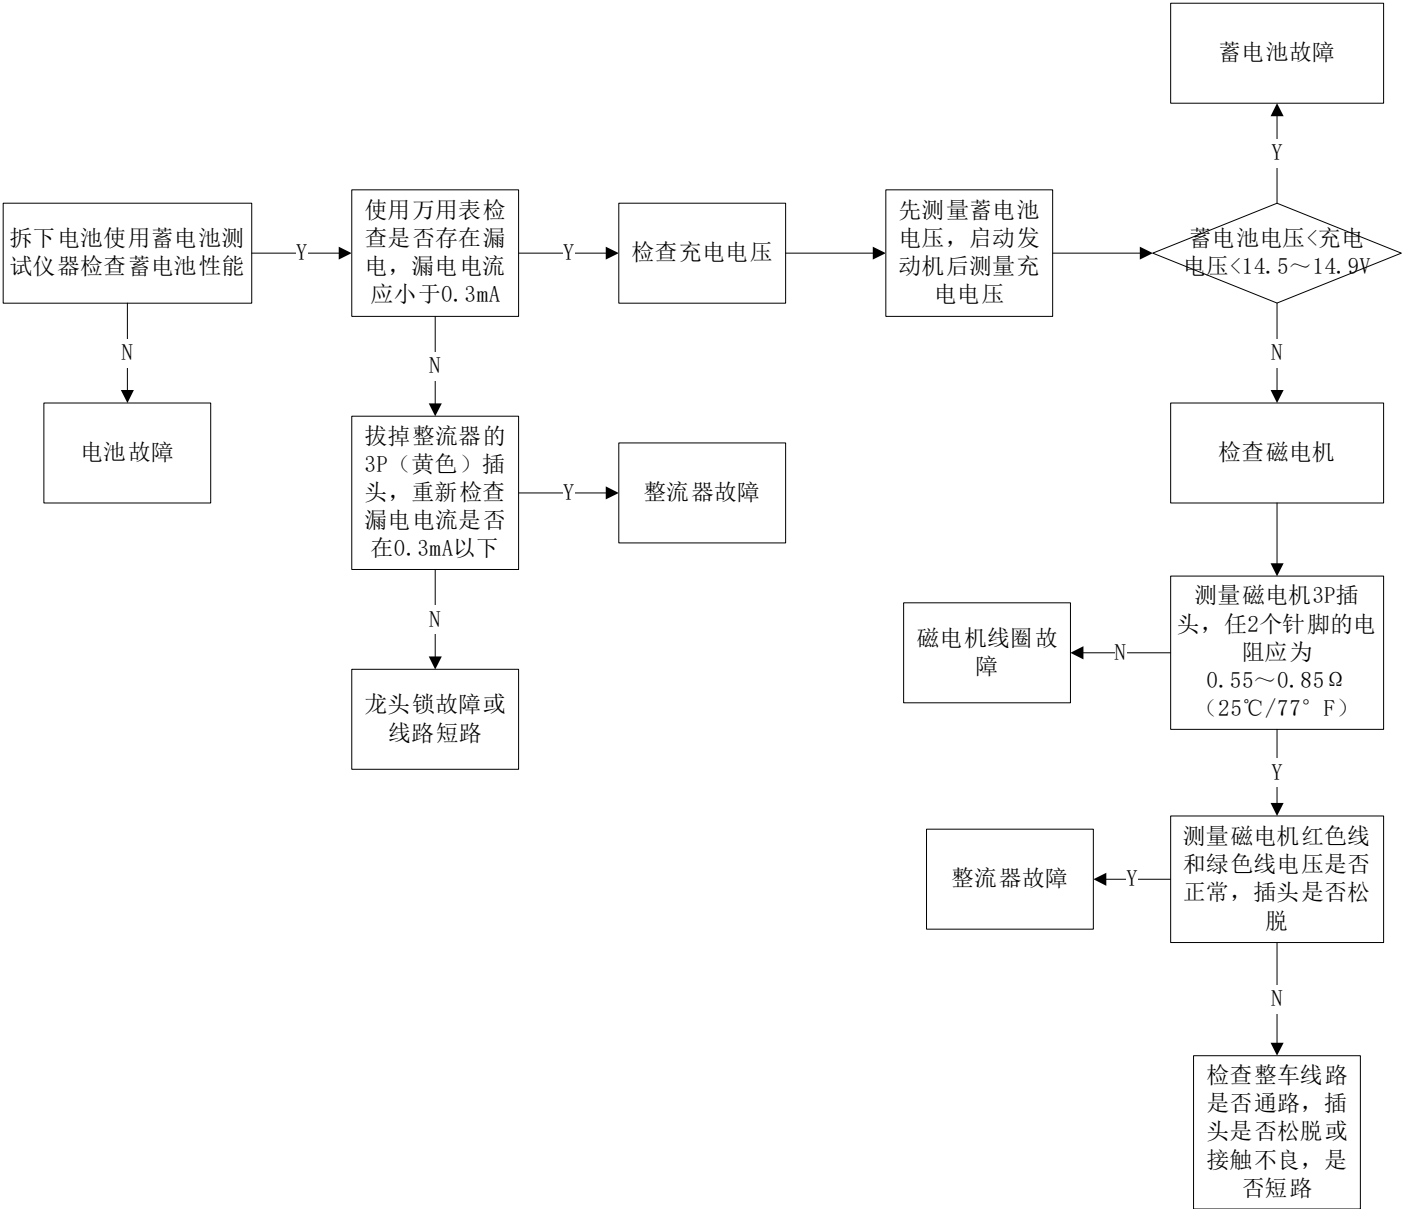 蓄电池故障
Y
拆下电池使用蓄电池测
试仪器检查蓄电池性能
Y
使用万用表检
查是否存在漏
电，漏电电流
应小于0.3mA
Y
检查充电电压
先测量蓄电池
电压，启动发
动机后测量充
电电压
蓄电池电压<充电
电压<14.5～14.9V
N
N
N
电池故障
拔掉整流器的
3P（黄色）插
头，重新检查
漏电电流是否
在0.3mA以下
Y
整流器故障
检查磁电机
N
龙头锁故障或
线路短路
磁电机线圈故
障
N
测量磁电机3P插
头，任2个针脚的电
阻应为
0.55～0.85Ω
（25℃/77°F）
Y
整流器故障
Y
测量磁电机红色线
和绿色线电压是否
正常，插头是否松
脱
N
检查整车线路
是否通路，插
头是否松脱或
接触不良，是
否短路